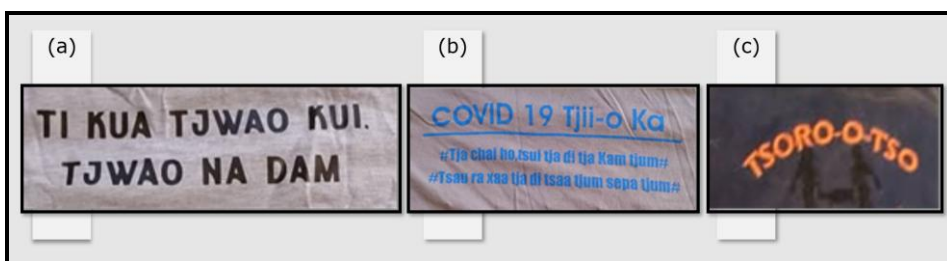 (a)
TI KUA TJWAO KUI.
TJWAO NA DAM
(b)
COVID 19 Tjii-o Ka
#Tja chai ho,tsui tja di tja Kam tjum#
#Tsau ra xaa tja di tsaa tjum sepa tjum#
(c)
TSORO-O-TSO